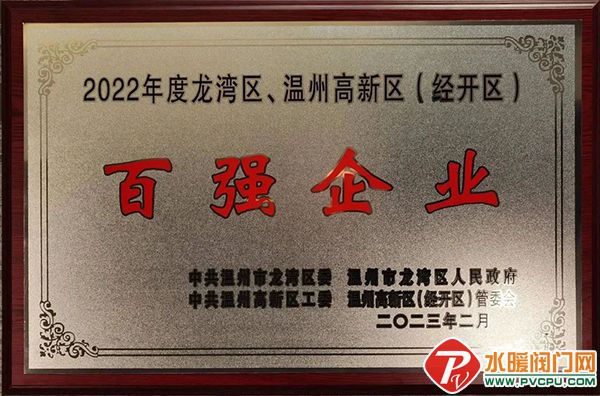 2022年度龙湾区、温州高新区（经开区）
百强企业
中共温州市龙湾区委 温州市龙湾区人民政府
中共温州高新区工委 温州高新区（经开区）管委会
二〇二三年二月
PV 水暖阀门网
WWW.PVCPU.COM